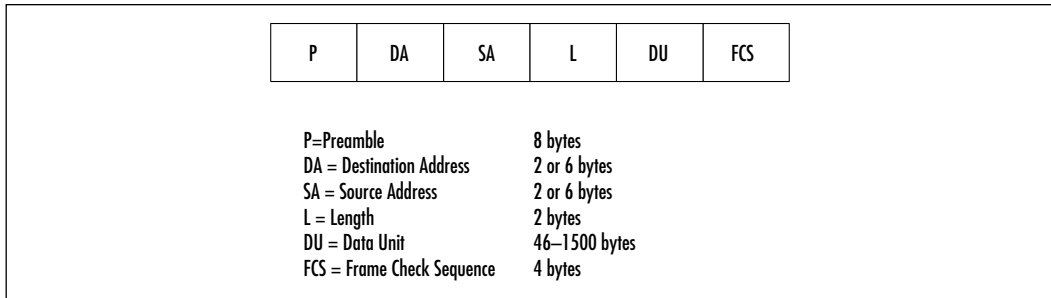 P DA SA L DU FCS
P=Preamble 8 bytes
DA = Destination Address 2 or 6 bytes
SA = Source Address 2 or 6 bytes
L = Length 2 bytes
DU = Data Unit 46–1500 bytes
FCS = Frame Check Sequence 4 bytes